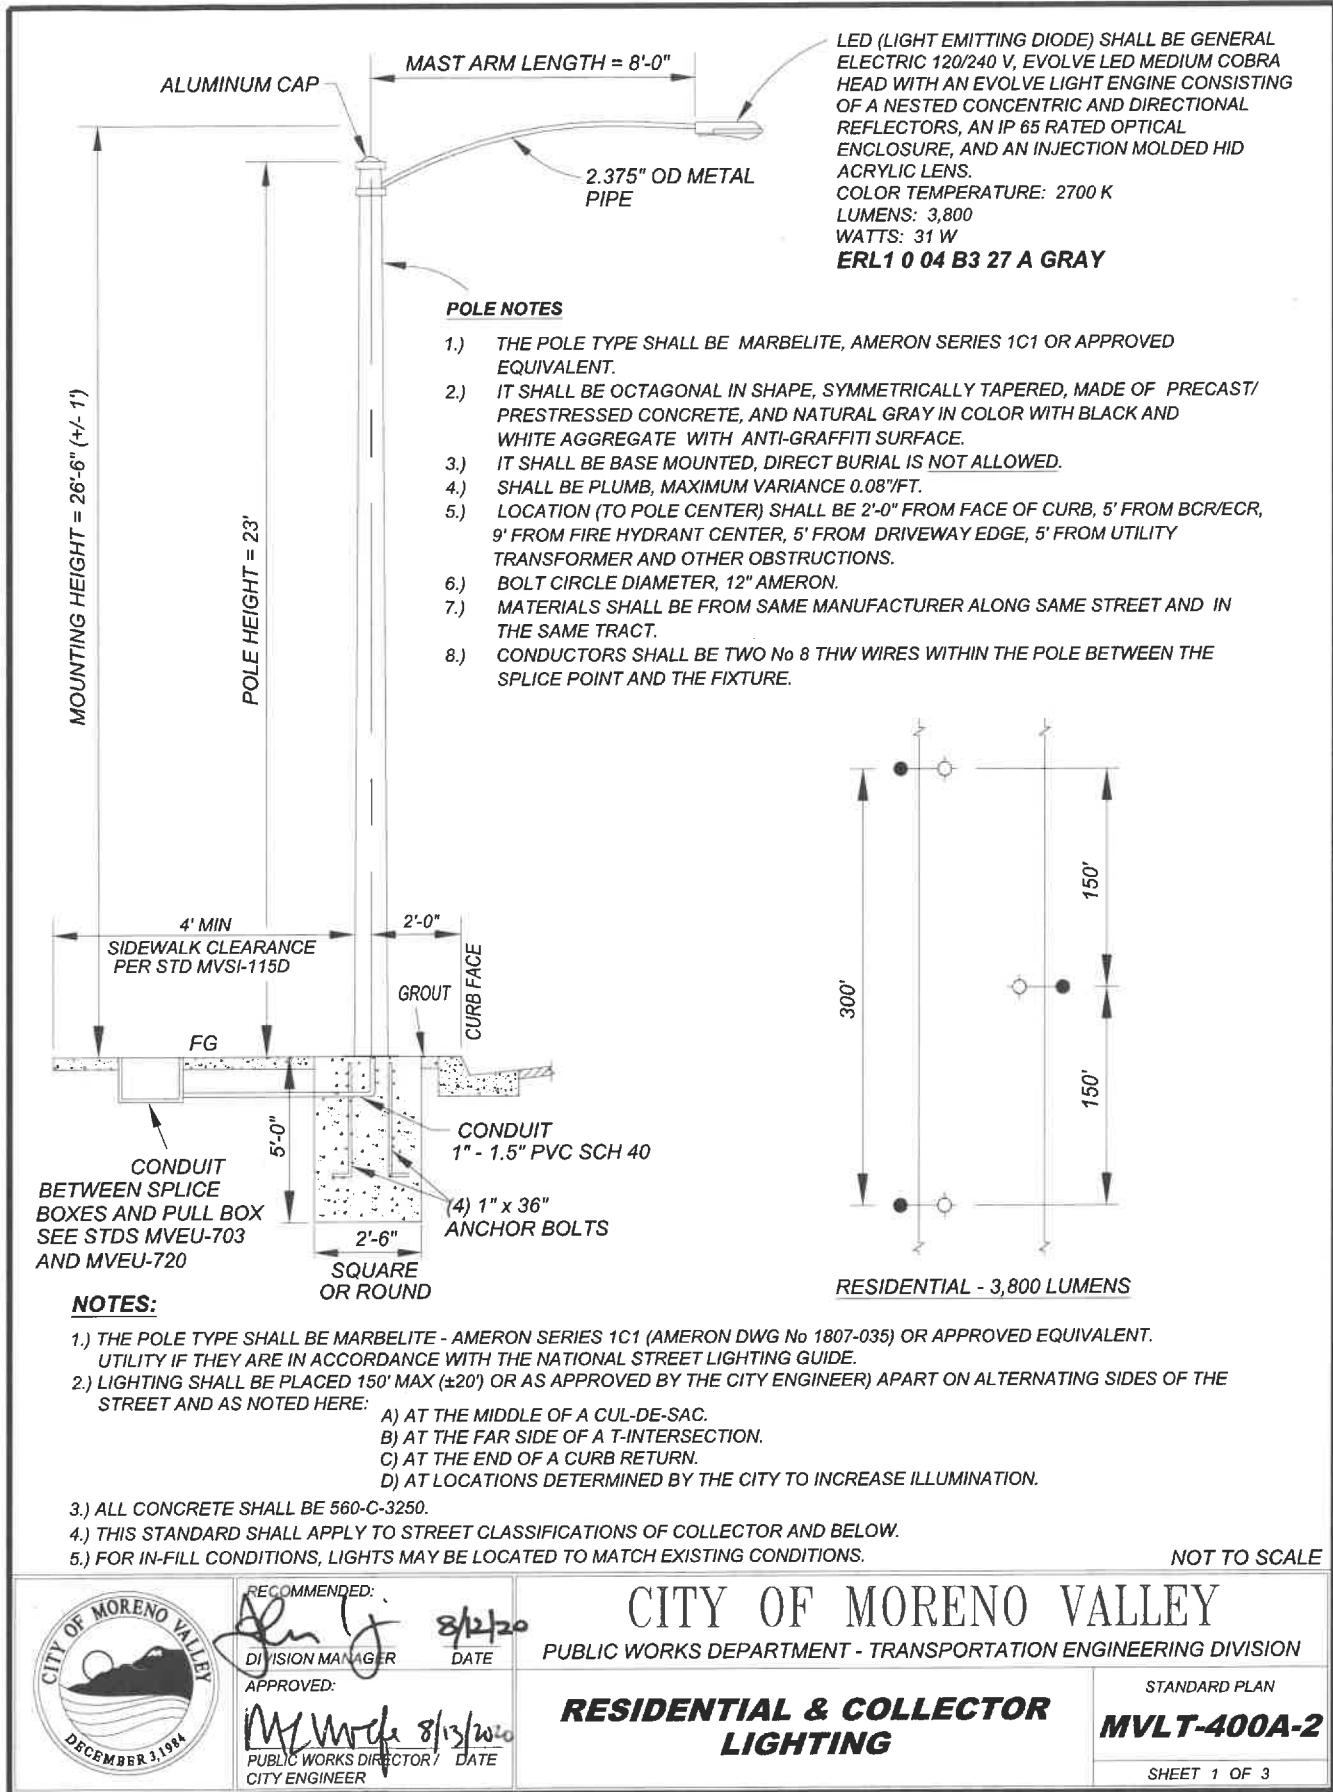 MAST ARM LENGTH = 8'-0"
ALUMINUM CAP
LED (LIGHT EMITTING DIODE) SHALL BE GENERAL
ELECTRIC 120/240 V, EVOLVE LED MEDIUM COBRA
HEAD WITH AN EVOLVE LIGHT ENGINE CONSISTING
OF A NESTED CONCENTRIC AND DIRECTIONAL
REFLECTORS, AN IP 65 RATED OPTICAL
ENCLOSURE, AND AN INJECTION MOLDED HID
ACRYLIC LENS.
COLOR TEMPERATURE: 2700 K
LUMENS: 3,800
WATTS: 31 W
ERL1 0 04 B3 27 A GRAY
2.375" OD METAL
PIPE
MOUNTING HEIGHT = 26'-6" (+/- 1')
POLE HEIGHT = 23'
POLE NOTES
1.) THE POLE TYPE SHALL BE MARBELITE, AMERON SERIES 1C1 OR APPROVED
EQUIVALENT.
2.) IT SHALL BE OCTAGONAL IN SHAPE, SYMMETRICALLY TAPERED, MADE OF PRECAST/
PRESTRESSED CONCRETE, AND NATURAL GRAY IN COLOR WITH BLACK AND
WHITE AGGREGATE WITH ANTI-GRAFFITI SURFACE.
3.) IT SHALL BE BASE MOUNTED, DIRECT BURIAL IS NOT ALLOWED.
4.) SHALL BE PLUMB, MAXIMUM VARIANCE 0.08"/FT.
5.) LOCATION (TO POLE CENTER) SHALL BE 2'-0" FROM FACE OF CURB, 5' FROM BCR/ECR,
9' FROM FIRE HYDRANT CENTER, 5' FROM DRIVEWAY EDGE, 5' FROM UTILITY
TRANSFORMER AND OTHER OBSTRUCTIONS.
6.) BOLT CIRCLE DIAMETER, 12" AMERON.
7.) MATERIALS SHALL BE FROM SAME MANUFACTURER ALONG SAME STREET AND IN
THE SAME TRACT.
8.) CONDUCTORS SHALL BE TWO No 8 THW WIRES WITHIN THE POLE BETWEEN THE
SPLICE POINT AND THE FIXTURE.
4' MIN
SIDEWALK CLEARANCE
PER STD MVSI-115D
2'-0"
CURB FACE
GROUT
FG
5'-0"
CONDUIT
1" - 1.5" PVC SCH 40
(4) 1" x 36"
ANCHOR BOLTS
CONDUIT
BETWEEN SPLICE
BOXES AND PULL BOX
SEE STDS MVEU-703
AND MVEU-720
2'-6"
SQUARE
OR ROUND
300'
150'
150'
RESIDENTIAL - 3,800 LUMENS
NOTES:
1.) THE POLE TYPE SHALL BE MARBELITE - AMERON SERIES 1C1 (AMERON DWG No 1807-035) OR APPROVED EQUIVALENT.
UTILITY IF THEY ARE IN ACCORDANCE WITH THE NATIONAL STREET LIGHTING GUIDE.
2.) LIGHTING SHALL BE PLACED 150' MAX (±20') OR AS APPROVED BY THE CITY ENGINEER) APART ON ALTERNATING SIDES OF THE
STREET AND AS NOTED HERE:
A) AT THE MIDDLE OF A CUL-DE-SAC.
B) AT THE FAR SIDE OF A T-INTERSECTION.
C) AT THE END OF A CURB RETURN.
D) AT LOCATIONS DETERMINED BY THE CITY TO INCREASE ILLUMINATION.
3.) ALL CONCRETE SHALL BE 560-C-3250.
4.) THIS STANDARD SHALL APPLY TO STREET CLASSIFICATIONS OF COLLECTOR AND BELOW.
5.) FOR IN-FILL CONDITIONS, LIGHTS MAY BE LOCATED TO MATCH EXISTING CONDITIONS.
NOT TO SCALE
CITY OF MORENO VALLEY
DECEMBER 3, 1984
RECOMMENDED:
8/12/20
DIVISION MANAGER DATE
APPROVED:
8/13/2020
PUBLIC WORKS DIRECTOR / DATE
CITY ENGINEER
CITY OF MORENO VALLEY
PUBLIC WORKS DEPARTMENT - TRANSPORTATION ENGINEERING DIVISION
RESIDENTIAL & COLLECTOR
LIGHTING
STANDARD PLAN
MVLT-400A-2
SHEET 1 OF 3